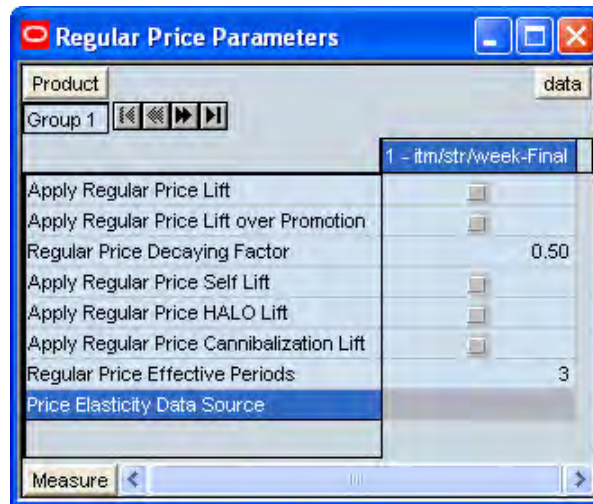 Regular Price Parameters
Product data
Group 1
1 - itm/str/week-Final
Apply Regular Price Lift
Apply Regular Price Lift over Promotion
Regular Price Decaying Factor 0.50
Apply Regular Price Self Lift
Apply Regular Price HALO Lift
Apply Regular Price Cannibalization Lift
Regular Price Effective Periods 3
Price Elasticity Data Source
Measure